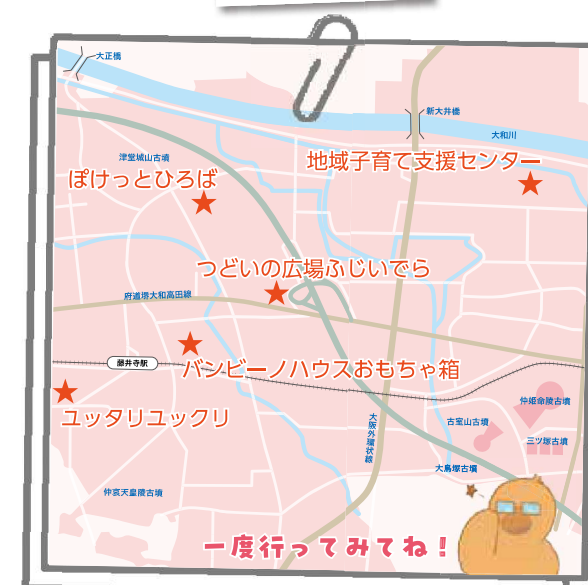 大正橋
新大井橋
大和川
津堂城山古墳
地域子育て支援センター
ぽけっとひろば
つどいの広場ふじいでら
府道堺大和高田線
バンビーノハウスおもちゃ箱
藤井寺駅
ユッタリユックリ
仲姫命陵古墳
大阪外環状線
古室山古墳
三ツ塚古墳
大鳥塚古墳
仲哀天皇陵古墳
一度行ってみてね！